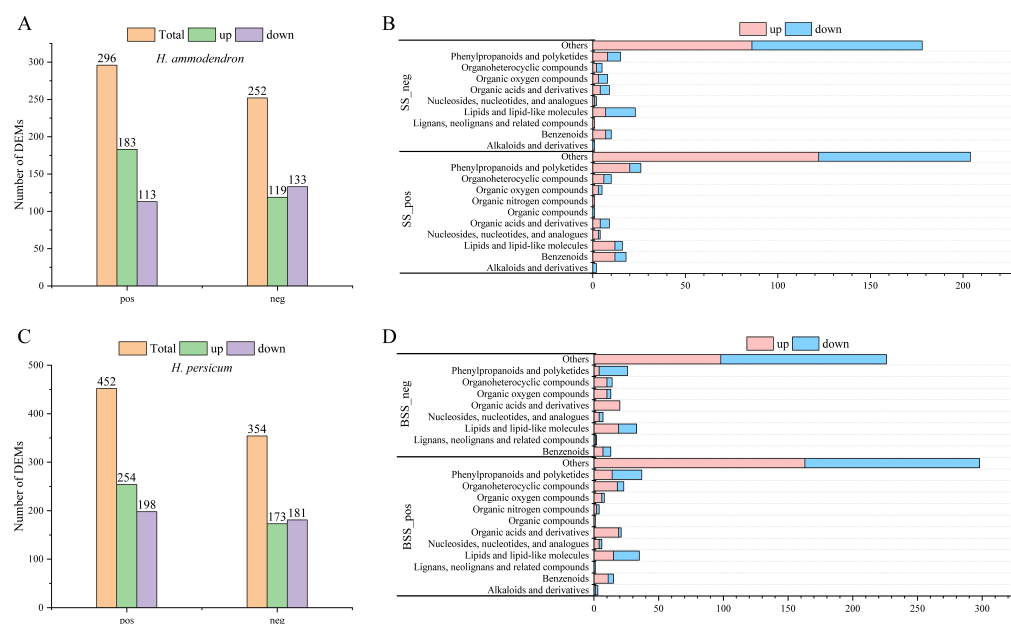 A
Total up down
H. ammodendron
Number of DEMs
300
250
200
150
100
50
0
296
183
113
252
119
133
pos neg
B
up down
SS_neg
Others
Phenylpropanoids and polyketides
Organoheterocyclic compounds
Organic oxygen compounds
Organic acids and derivatives
Nucleosides, nucleotides, and analogues
Lipids and lipid-like molecules
Lignans, neolignans and related compounds
Benzenoids
Alkaloids and derivatives
SS_pos
Others
Phenylpropanoids and polyketides
Organoheterocyclic compounds
Organic oxygen compounds
Organic nitrogen compounds
Organic compounds
Organic acids and derivatives
Nucleosides, nucleotides, and analogues
Lipids and lipid-like molecules
Benzenoids
Alkaloids and derivatives
0 50 100 150 200
C
Total up down
H. persicum
Number of DEMs
500
400
300
200
100
0
452
254
198
354
173
181
pos neg
D
up down
BSS_neg
Others
Phenylpropanoids and polyketides
Organoheterocyclic compounds
Organic oxygen compounds
Organic acids and derivatives
Nucleosides, nucleotides, and analogues
Lipids and lipid-like molecules
Lignans, neolignans and related compounds
Benzenoids
BSS_pos
Others
Phenylpropanoids and polyketides
Organoheterocyclic compounds
Organic oxygen compounds
Organic nitrogen compounds
Organic compounds
Organic acids and derivatives
Nucleosides, nucleotides, and analogues
Lipids and lipid-like molecules
Lignans, neolignans and related compounds
Benzenoids
Alkaloids and derivatives
0 50 100 150 200 250 300